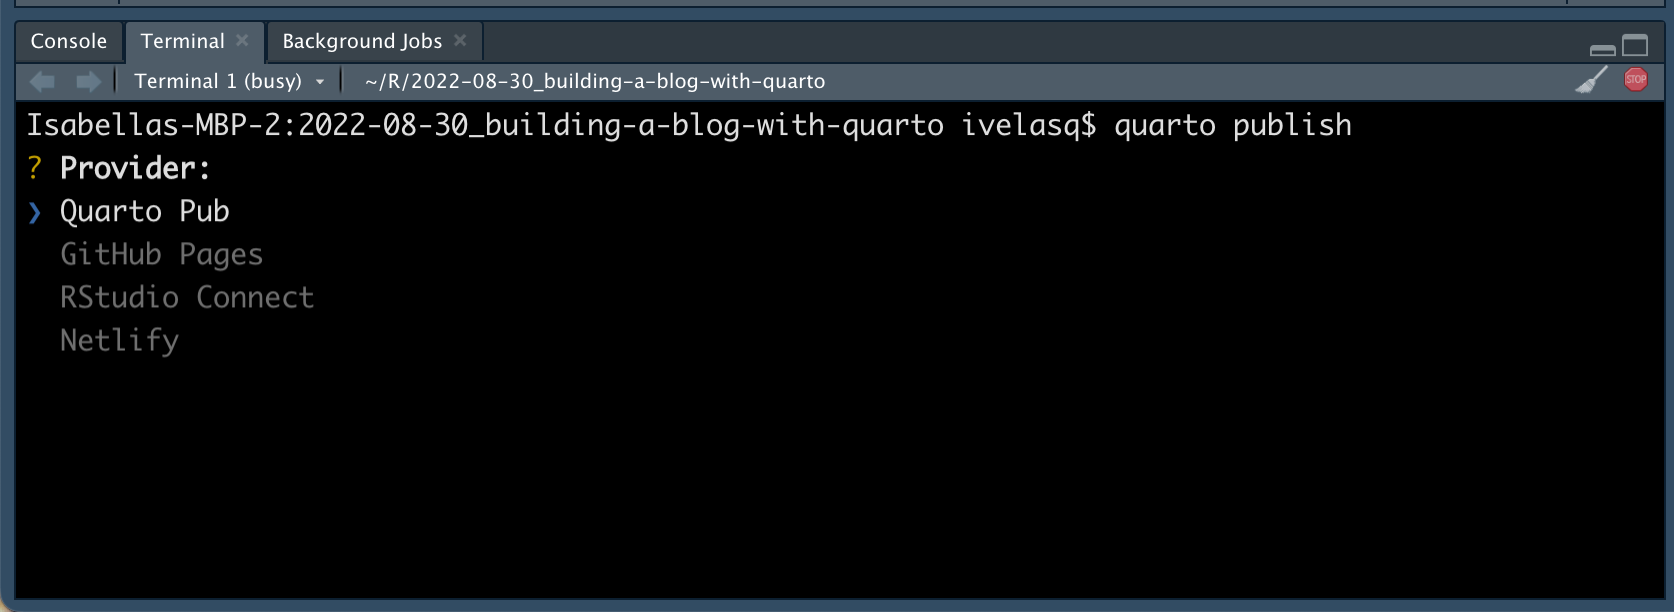 Console Terminal × Background Jobs ×
Terminal 1 (busy) ~/R/2022-08-30_building-a-blog-with-quarto STOP
Isabellas-MBP-2:2022-08-30_building-a-blog-with-quarto ivelasq$ quarto publish
? Provider:
❯ Quarto Pub
GitHub Pages
RStudio Connect
Netlify